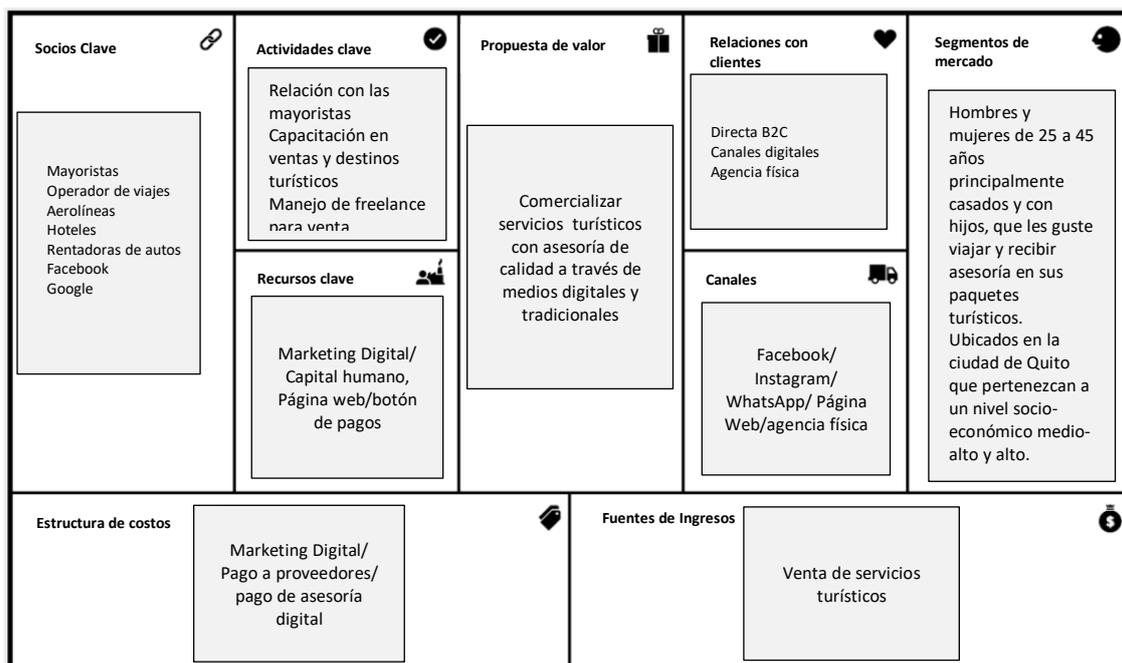 Socios Clave
Mayoristas
Operador de viajes
Aerolíneas
Hoteles
Rentadoras de autos
Facebook
Google
Actividades clave
Relación con las
mayoristas
Capacitación en
ventas y destinos
turísticos
Manejo de freelance
para venta
Recursos clave
Marketing Digital/
Capital humano,
Página web/botón
de pagos
Propuesta de valor
Comercializar
servicios turísticos
con asesoría de
calidad a través de
medios digitales y
tradicionales
Relaciones con
clientes
Directa B2C
Canales digitales
Agencia física
Canales
Facebook/
Instagram/
WhatsApp/ Página
Web/agencia física
Segmentos de
mercado
Hombres y
mujeres de 25 a 45
años
principalmente
casados y con
hijos, que les guste
viajar y recibir
asesoría en sus
paquetes
turísticos.
Ubicados en la
ciudad de Quito
que pertenezcan a
un nivel socio-
económico medio-
alto y alto.
Estructura de costos
Marketing Digital/
Pago a proveedores/
pago de asesoría
digital
Fuentes de Ingresos
Venta de servicios
turísticos